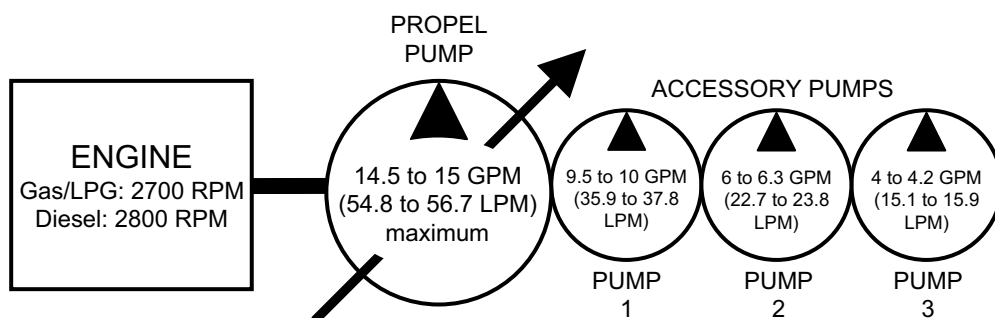 PROPEL
PUMP
ENGINE
Gas/LPG: 2700 RPM
Diesel: 2800 RPM
14.5 to 15 GPM
(54.8 to 56.7 LPM)
maximum
ACCESSORY PUMPS
9.5 to 10 GPM
(35.9 to 37.8
LPM)
6 to 6.3 GPM
(22.7 to 23.8
LPM)
4 to 4.2 GPM
(15.1 to 15.9
LPM)
PUMP
1
PUMP
2
PUMP
3